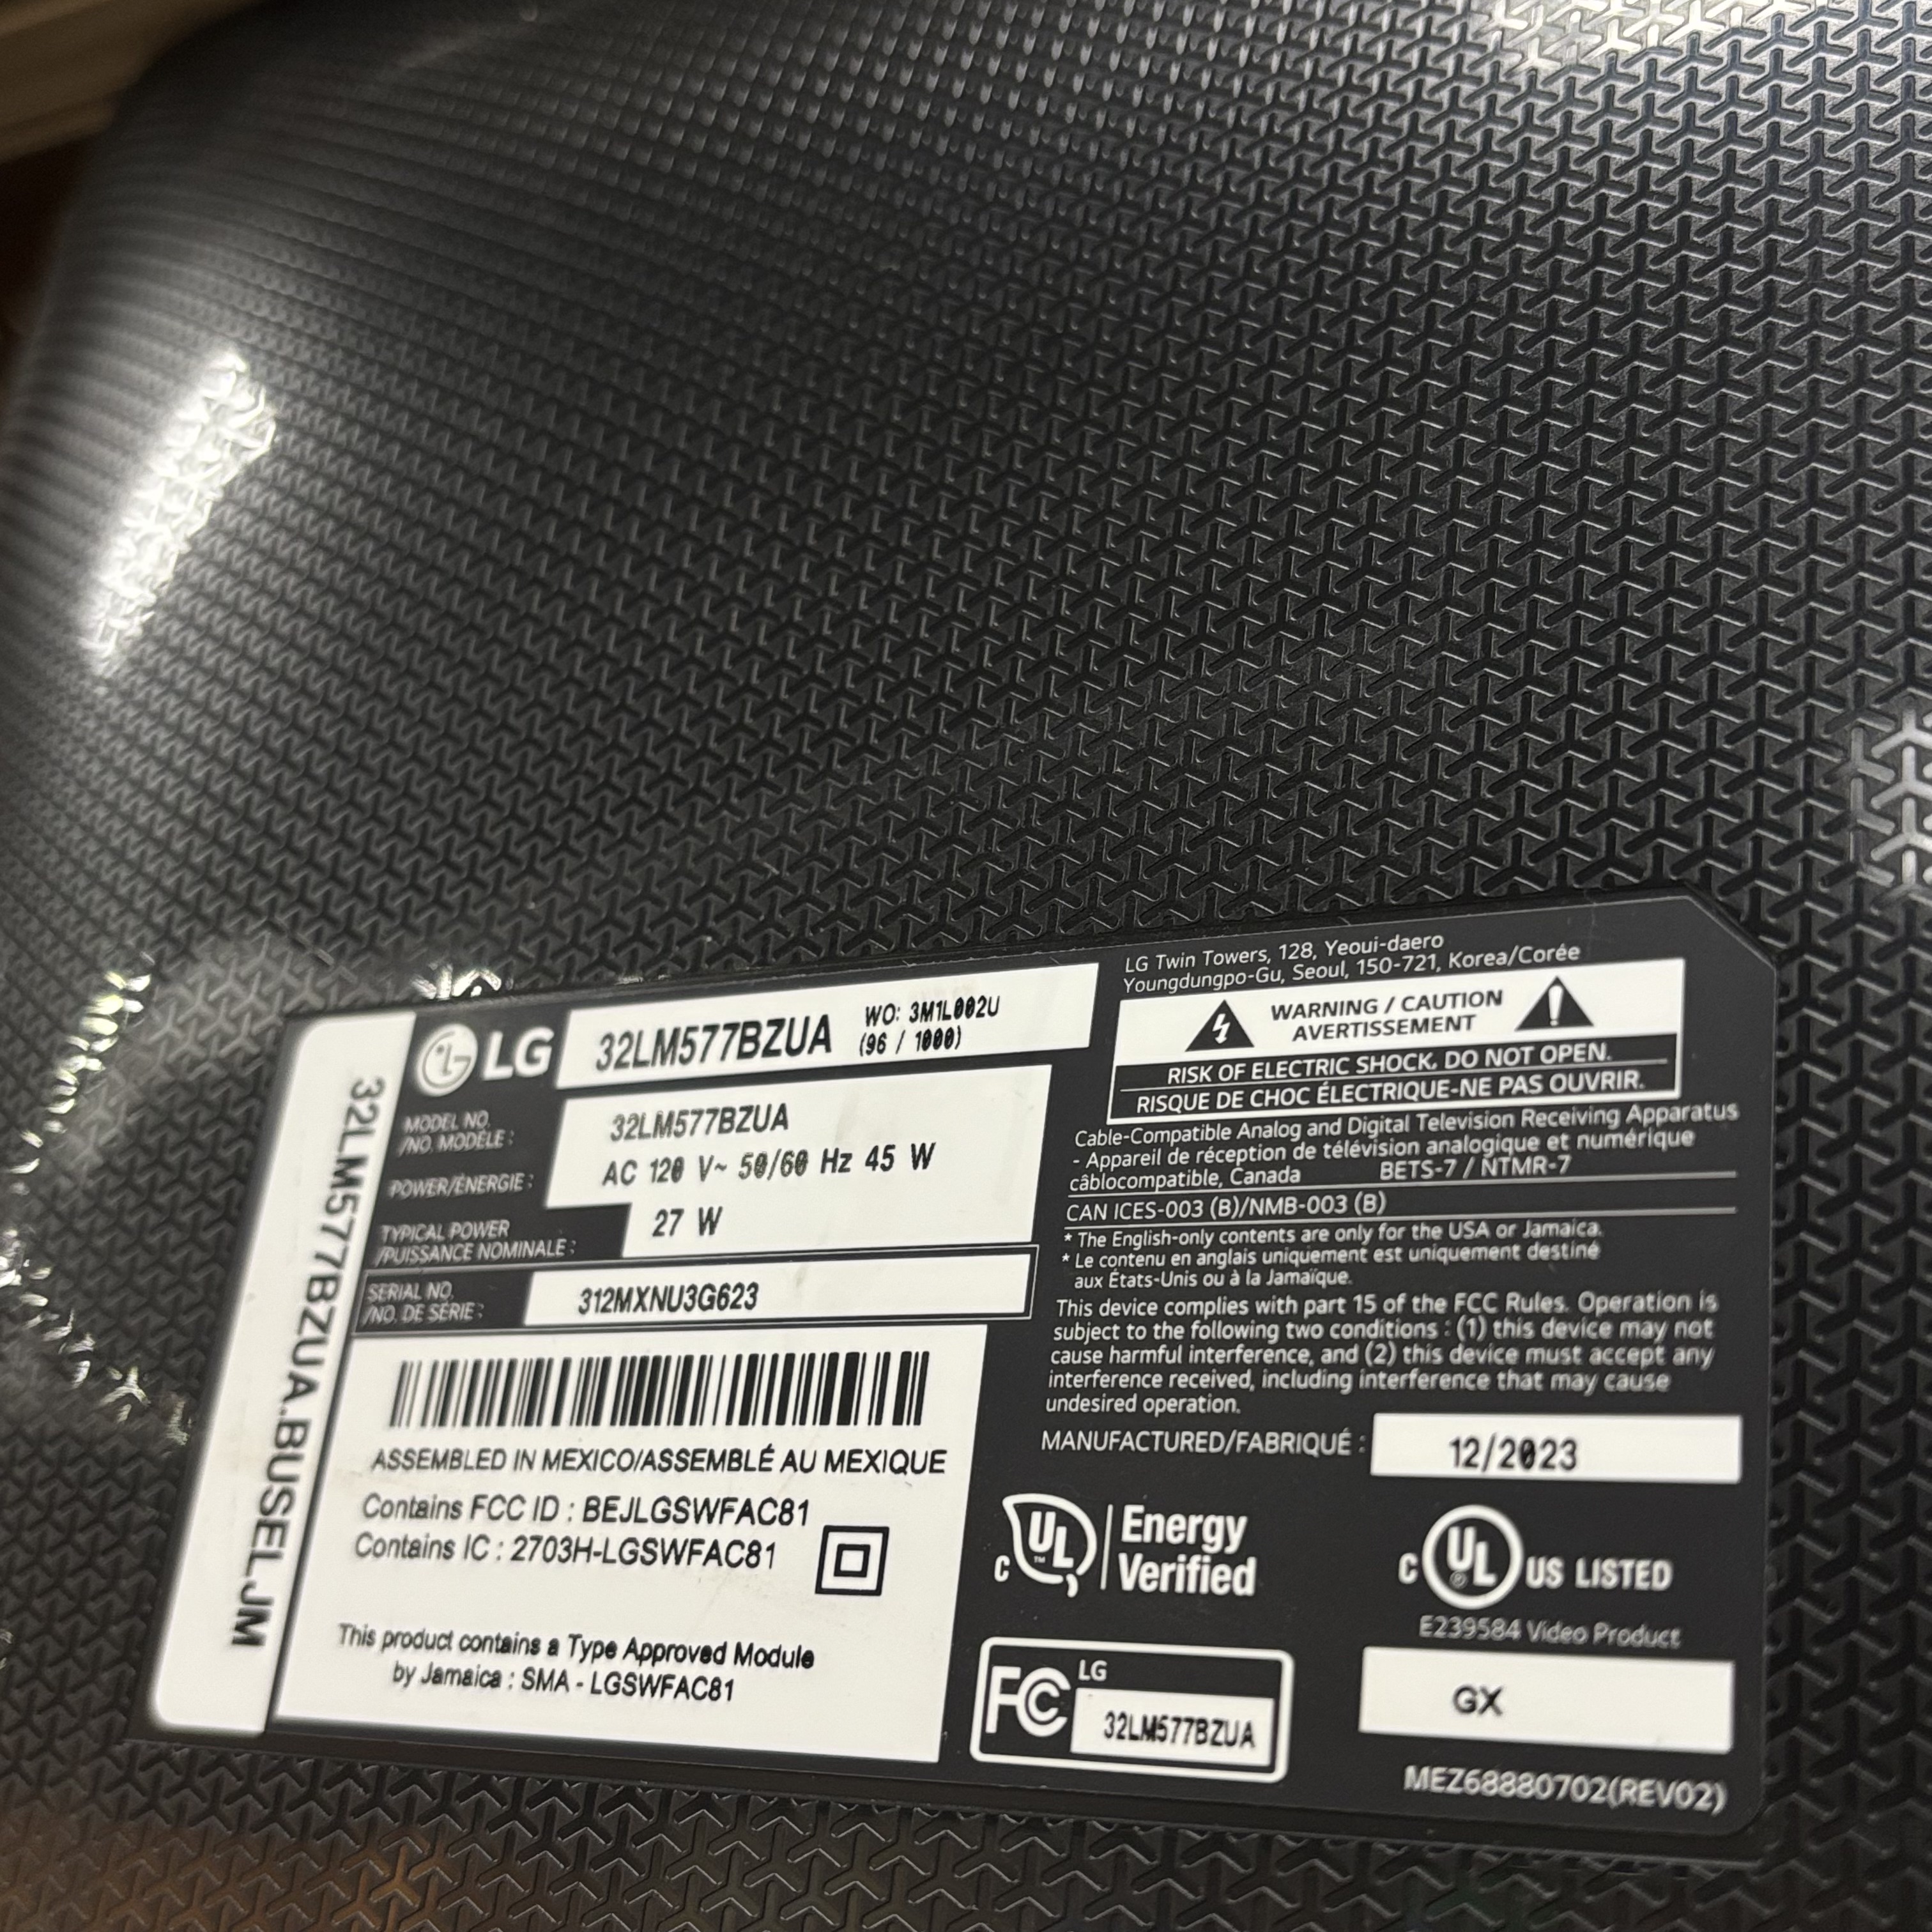 32LM577BZUA.BUSELJM
LG
32LM577BZUA
WO: 3M1L002U
(96 / 1000)
MODEL NO.
/NO. MODÈLE :
32LM577BZUA
POWER/ÉNERGIE :
AC 120 V~ 50/60 Hz 45 W
TYPICAL POWER
/PUISSANCE NOMINALE :
27 W
SERIAL NO.
/NO. DE SÉRIE :
312MXNU3G623
ASSEMBLED IN MEXICO/ASSEMBLÉ AU MEXIQUE
Contains FCC ID : BEJLGSWFAC81
Contains IC : 2703H-LGSWFAC81
This product contains a Type Approved Module
by Jamaica : SMA - LGSWFAC81
LG Twin Towers, 128, Yeoui-daero
Youngdungpo-Gu, Seoul, 150-721, Korea/Corée
WARNING / CAUTION
AVERTISSEMENT
RISK OF ELECTRIC SHOCK. DO NOT OPEN.
RISQUE DE CHOC ÉLECTRIQUE-NE PAS OUVRIR.
Cable-Compatible Analog and Digital Television Receiving Apparatus
- Appareil de réception de télévision analogique et numérique
câblocompatible, Canada BETS-7 / NTMR-7
CAN ICES-003 (B)/NMB-003 (B)
* The English-only contents are only for the USA or Jamaica.
* Le contenu en anglais uniquement est uniquement destiné
aux États-Unis ou à la Jamaïque.
This device complies with part 15 of the FCC Rules. Operation is
subject to the following two conditions : (1) this device may not
cause harmful interference, and (2) this device must accept any
interference received, including interference that may cause
undesired operation.
MANUFACTURED/FABRIQUÉ : 12/2023
C UL ™ Energy
Verified
C UL ® US LISTED
E239584 Video Product
FC LG
32LM577BZUA
GX
MEZ68880702(REV02)